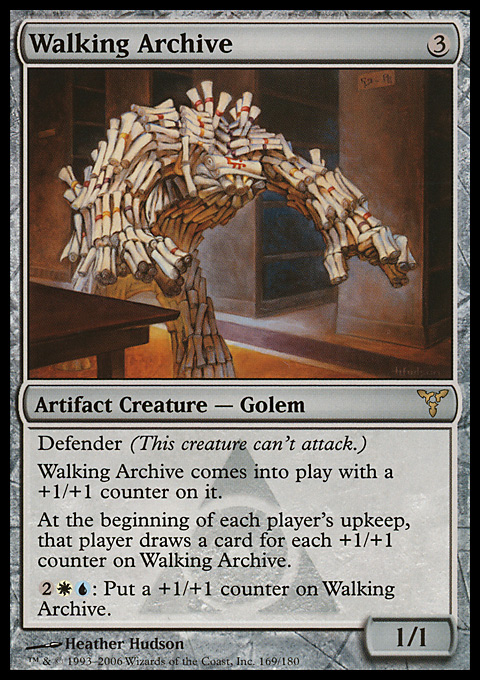 Walking Archive 3
Artifact Creature — Golem
Defender (This creature can't attack.)
Walking Archive comes into play with a
+1/+1 counter on it.
At the beginning of each player's upkeep,
that player draws a card for each +1/+1
counter on Walking Archive.
2: Put a +1/+1 counter on Walking
Archive.
1/1
Heather Hudson
™ & © 1993–2006 Wizards of the Coast, Inc. 169/180